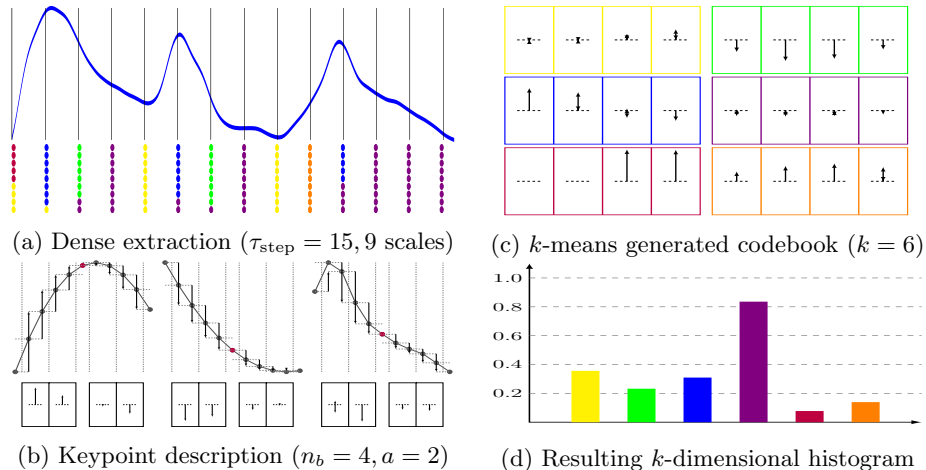 (a) Dense extraction (τstep = 15, 9 scales)
(c) k-means generated codebook (k = 6)
1.0
0.8
0.6
0.4
0.2
(b) Keypoint description (nb = 4, a = 2)
(d) Resulting k-dimensional histogram